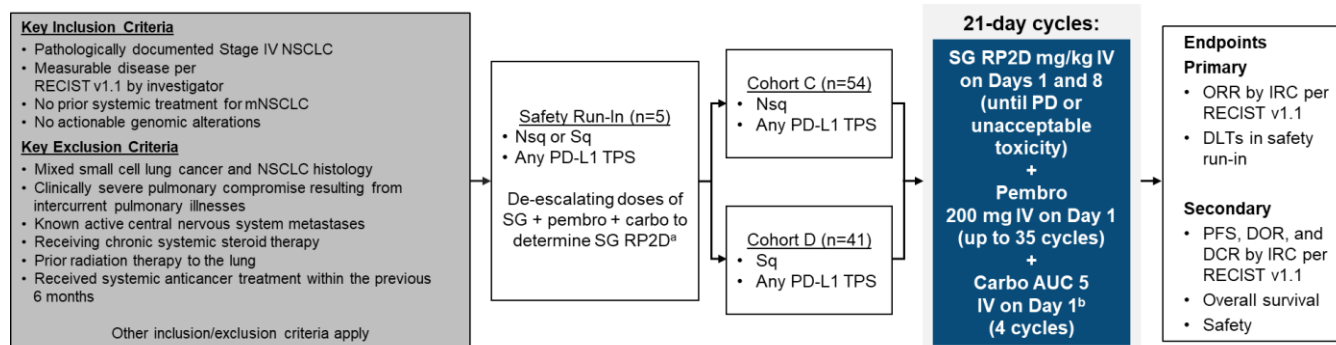 Key Inclusion Criteria
• Pathologically documented Stage IV NSCLC
• Measurable disease per
RECIST v1.1 by investigator
• No prior systemic treatment for mNSCLC
• No actionable genomic alterations
Key Exclusion Criteria
• Mixed small cell lung cancer and NSCLC histology
• Clinically severe pulmonary compromise resulting from
intercurrent pulmonary illnesses
• Known active central nervous system metastases
• Receiving chronic systemic steroid therapy
• Prior radiation therapy to the lung
• Received systemic anticancer treatment within the previous
6 months
Other inclusion/exclusion criteria apply
Safety Run-In (n=5)
• Nsq or Sq
• Any PD-L1 TPS
De-escalating doses of
SG + pembro + carbo to
determine SG RP2Dᵃ
Cohort C (n=54)
• Nsq
• Any PD-L1 TPS
Cohort D (n=41)
• Sq
• Any PD-L1 TPS
21-day cycles:
SG RP2D mg/kg IV
on Days 1 and 8
(until PD or
unacceptable
toxicity)
+
Pembro
200 mg IV on Day 1
(up to 35 cycles)
+
Carbo AUC 5
IV on Day 1ᵇ
(4 cycles)
Endpoints
Primary
• ORR by IRC per
RECIST v1.1
• DLTs in safety
run-in
Secondary
• PFS, DOR, and
DCR by IRC per
RECIST v1.1
• Overall survival
• Safety